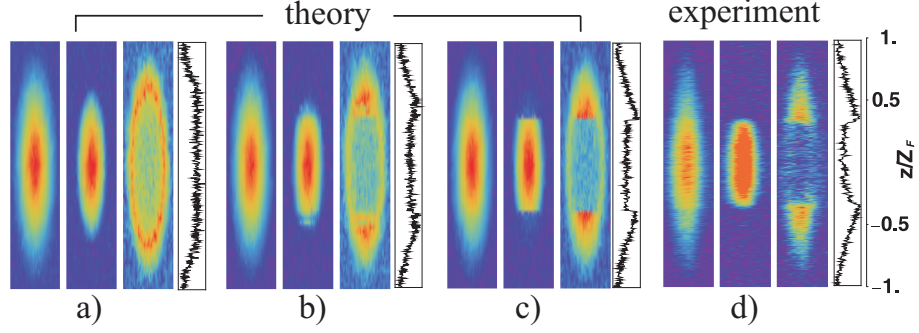 theory
experiment
1.
0.5
z/Z_F
-0.5
-1.
a)
b)
c)
d)